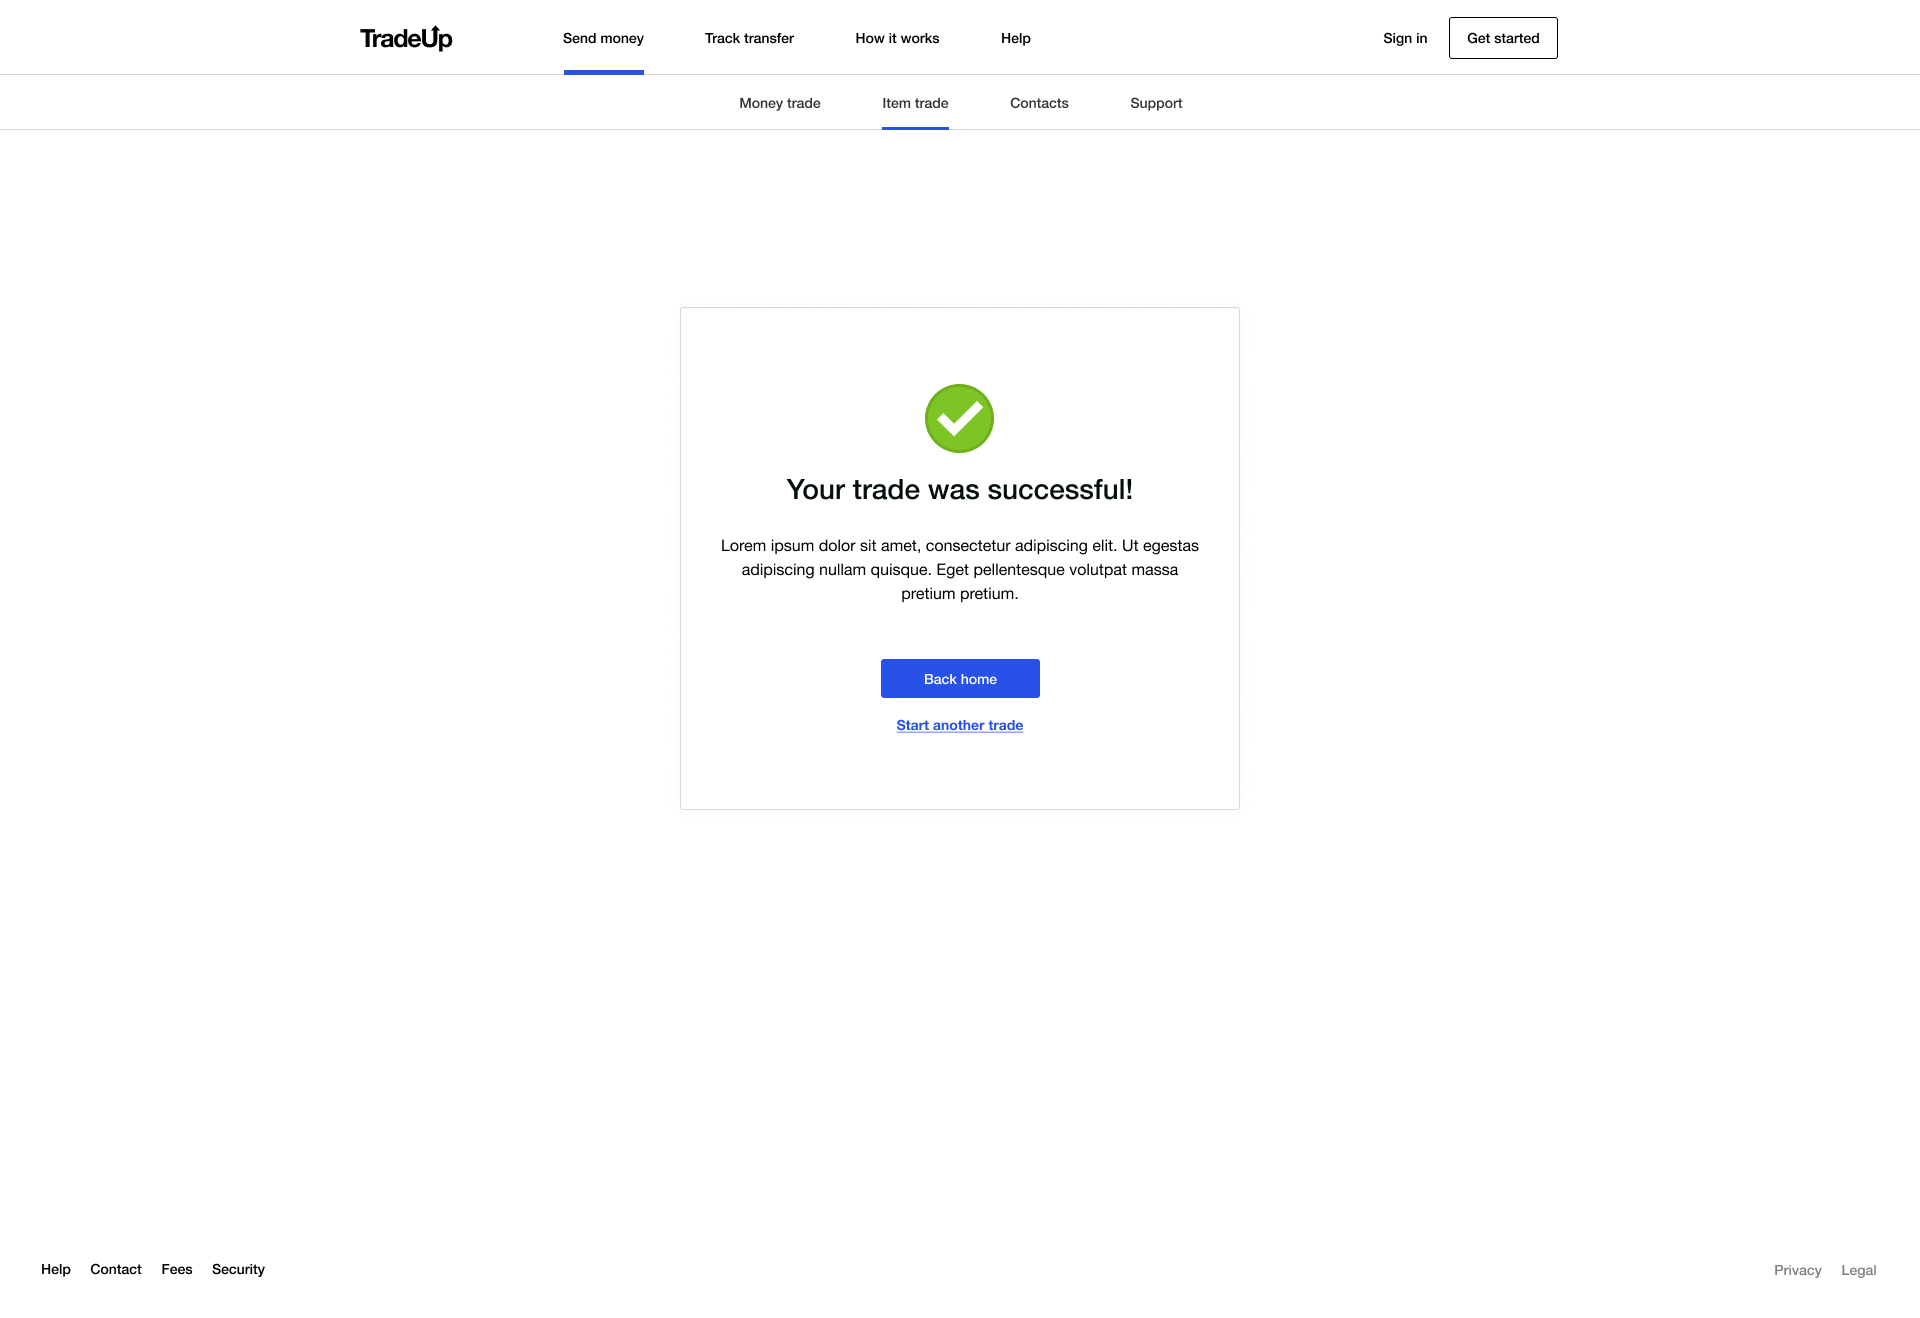 TradeUp
Send money
Track transfer
How it works
Help
Sign in
Get started
Money trade
Item trade
Contacts
Support
Your trade was successful!
Lorem ipsum dolor sit amet, consectetur adipiscing elit. Ut egestas
adipiscing nullam quisque. Eget pellentesque volutpat massa
pretium pretium.
Back home
Start another trade
Help
Contact
Fees
Security
Privacy
Legal